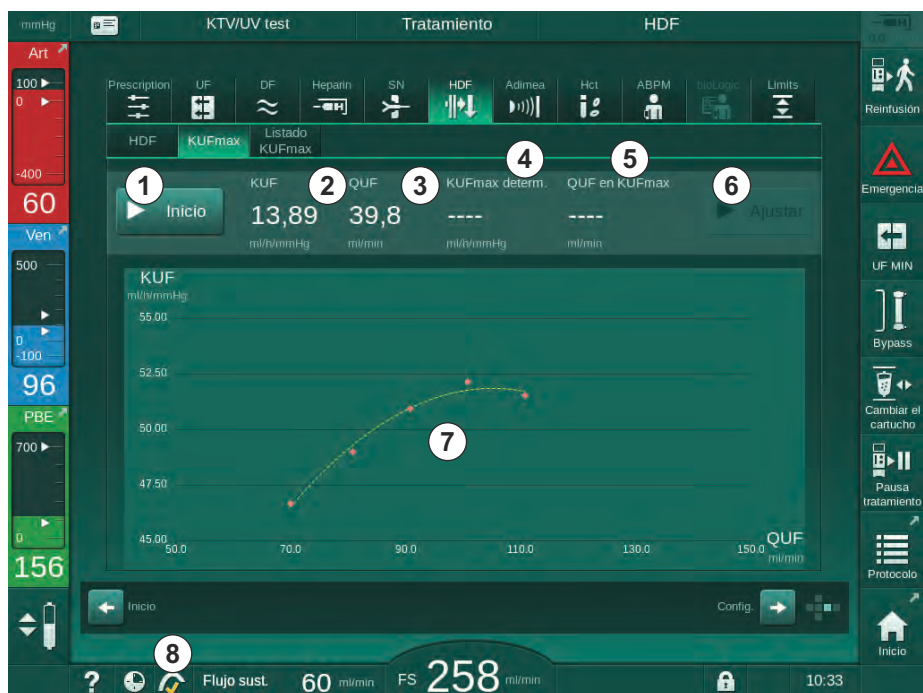 mmHg
KTV/UV test
Tratamiento
HDF
Art
100
0
-400
60
Ven
500
0
-100
96
PBE
700
0
156
Prescription
UF
DF
Heparin
SN
HDF
Adimea
Hct
ABPM
bioLogic
Limits
HDF
KUFmax
Listado
KUFmax
1
2
3
4
5
6
Inicio
KUF
13,89
ml/h/mmHg
QUF
39,8
ml/min
KUFmax determ.
----
ml/h/mmHg
QUF en KUFmax
----
ml/min
Ajustar
KUF
ml/h/mmHg
55.00
52.50
50.00
47.50
45.00
7
50.0
70.0
90.0
110.0
130.0
150.0
QUF
ml/min
Inicio
Config.
8
?
Flujo sust.
60 ml/min
FS 258 ml/min
10:33
0.0
Reinfusión
Emergencia
UF MIN
Bypass
Cambiar el
cartucho
Pausa
tratamiento
Protocolo
Inicio